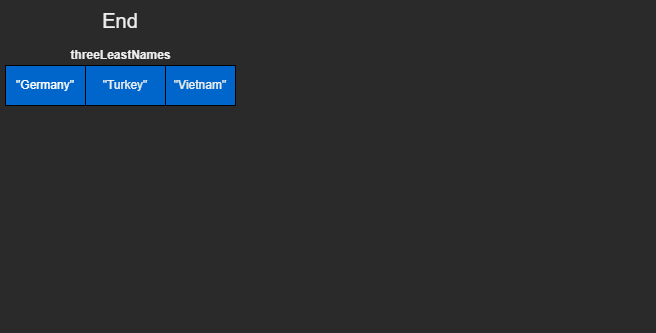 End
threeLeastNames
"Germany" "Turkey" "Vietnam"